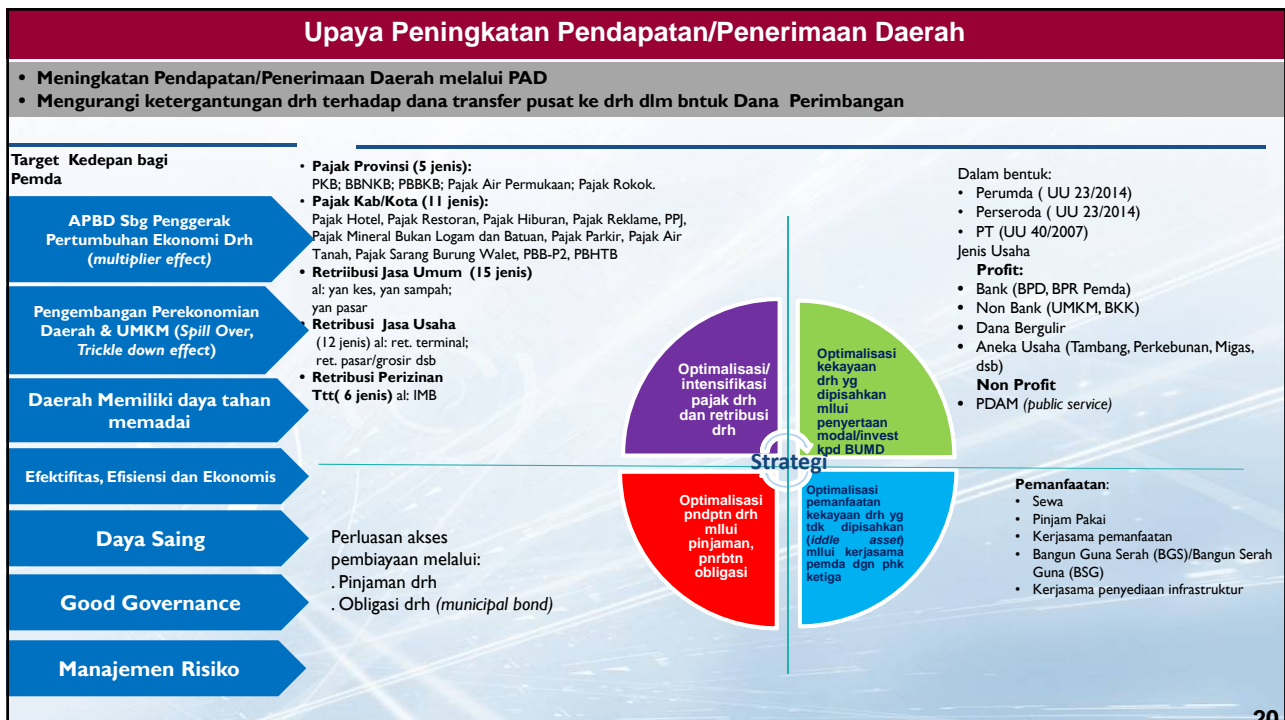 Upaya Peningkatan Pendapatan/Penerimaan Daerah
• Meningkatan Pendapatan/Penerimaan Daerah melalui PAD
• Mengurangi ketergantungan drh terhadap dana transfer pusat ke drh dlm bntuk Dana Perimbangan
Target Kedepan bagi
Pemda
APBD Sbg Penggerak
Pertumbuhan Ekonomi Drh
(multiplier effect)
Pengembangan Perekonomian
Daerah & UMKM (Spill Over,
Trickle down effect)
Daerah Memiliki daya tahan
memadai
Efektifitas, Efisiensi dan Ekonomis
Daya Saing
Good Governance
Manajemen Risiko
• Pajak Provinsi (5 jenis):
PKB; BBNKB; PBBKB; Pajak Air Permukaan; Pajak Rokok.
• Pajak Kab/Kota (11 jenis):
Pajak Hotel, Pajak Restoran, Pajak Hiburan, Pajak Reklame, PPJ,
Pajak Mineral Bukan Logam dan Batuan, Pajak Parkir, Pajak Air
Tanah, Pajak Sarang Burung Walet, PBB-P2, PBHTB
• Retriibusi Jasa Umum (15 jenis)
al: yan kes, yan sampah;
yan pasar
• Retribusi Jasa Usaha
(12 jenis) al: ret. terminal;
ret. pasar/grosir dsb
• Retribusi Perizinan
Ttt( 6 jenis) al: IMB
Perluasan akses
pembiayaan melalui:
. Pinjaman drh
. Obligasi drh (municipal bond)
Optimalisasi/
intensifikasi
pajak drh
dan retribusi
drh
Optimalisasi
kekayaan
drh yg
dipisahkan
mllui
penyertaan
modal/invest
kpd BUMD
Strategi
Optimalisasi
pndptn drh
mllui
pinjaman,
pnrbtn
obligasi
Optimalisasi
pemanfaatan
kekayaan drh yg
tdk dipisahkan
(iddle asset)
mllui kerjasama
pemda dgn phk
ketiga
Dalam bentuk:
• Perumda ( UU 23/2014)
• Perseroda ( UU 23/2014)
• PT (UU 40/2007)
Jenis Usaha
Profit:
• Bank (BPD, BPR Pemda)
• Non Bank (UMKM, BKK)
• Dana Bergulir
• Aneka Usaha (Tambang, Perkebunan, Migas,
dsb)
Non Profit
• PDAM (public service)
Pemanfaatan:
• Sewa
• Pinjam Pakai
• Kerjasama pemanfaatan
• Bangun Guna Serah (BGS)/Bangun Serah
Guna (BSG)
• Kerjasama penyediaan infrastruktur
20